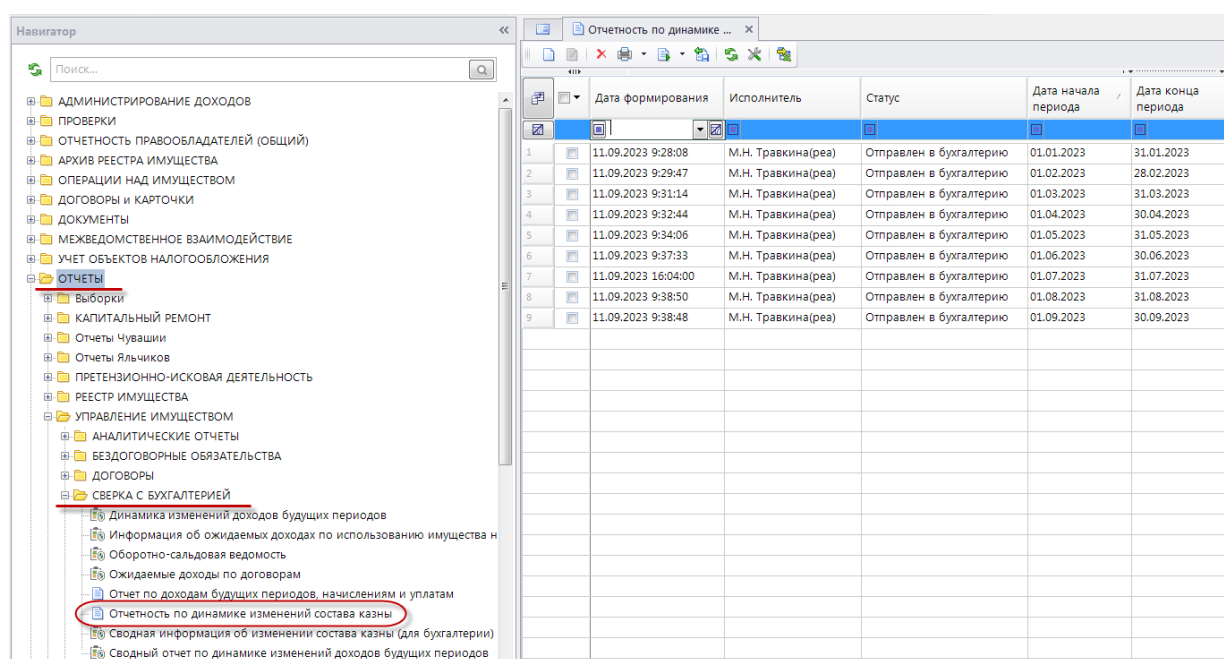 Навигатор
Поиск...
АДМИНИСТРИРОВАНИЕ ДОХОДОВ
ПРОВЕРКИ
ОТЧЕТНОСТЬ ПРАВООБЛАДАТЕЛЕЙ (ОБЩИЙ)
АРХИВ РЕЕСТРА ИМУЩЕСТВА
ОПЕРАЦИИ НАД ИМУЩЕСТВОМ
ДОГОВОРЫ и КАРТОЧКИ
ДОКУМЕНТЫ
МЕЖВЕДОМСТВЕННОЕ ВЗАИМОДЕЙСТВИЕ
УЧЕТ ОБЪЕКТОВ НАЛОГООБЛОЖЕНИЯ
ОТЧЕТЫ
Выборки
КАПИТАЛЬНЫЙ РЕМОНТ
Отчеты Чувашии
Отчеты Яльчиков
ПРЕТЕНЗИОННО-ИСКОВАЯ ДЕЯТЕЛЬНОСТЬ
РЕЕСТР ИМУЩЕСТВА
УПРАВЛЕНИЕ ИМУЩЕСТВОМ
АНАЛИТИЧЕСКИЕ ОТЧЕТЫ
БЕЗДОГОВОРНЫЕ ОБЯЗАТЕЛЬСТВА
ДОГОВОРЫ
СВЕРКА С БУХГАЛТЕРИЕЙ
Динамика изменений доходов будущих периодов
Информация об ожидаемых доходах по использованию имущества н
Оборотно-сальдовая ведомость
Ожидаемые доходы по договорам
Отчет по доходам будущих периодов, начислениям и уплатам
Отчетность по динамике изменений состава казны
Сводная информация об изменении состава казны (для бухгалтерии)
Сводный отчет по динамике изменений доходов будущих периодов
Отчетность по динамике ...
Дата формирования Исполнитель Статус Дата начала периода Дата конца периода
1 11.09.2023 9:28:08 М.Н. Травкина(реа) Отправлен в бухгалтерию 01.01.2023 31.01.2023
2 11.09.2023 9:29:47 М.Н. Травкина(реа) Отправлен в бухгалтерию 01.02.2023 28.02.2023
3 11.09.2023 9:31:14 М.Н. Травкина(реа) Отправлен в бухгалтерию 01.03.2023 31.03.2023
4 11.09.2023 9:32:44 М.Н. Травкина(реа) Отправлен в бухгалтерию 01.04.2023 30.04.2023
5 11.09.2023 9:34:06 М.Н. Травкина(реа) Отправлен в бухгалтерию 01.05.2023 31.05.2023
6 11.09.2023 9:37:33 М.Н. Травкина(реа) Отправлен в бухгалтерию 01.06.2023 30.06.2023
7 11.09.2023 16:04:00 М.Н. Травкина(реа) Отправлен в бухгалтерию 01.07.2023 31.07.2023
8 11.09.2023 9:38:50 М.Н. Травкина(реа) Отправлен в бухгалтерию 01.08.2023 31.08.2023
9 11.09.2023 9:38:48 М.Н. Травкина(реа) Отправлен в бухгалтерию 01.09.2023 30.09.2023